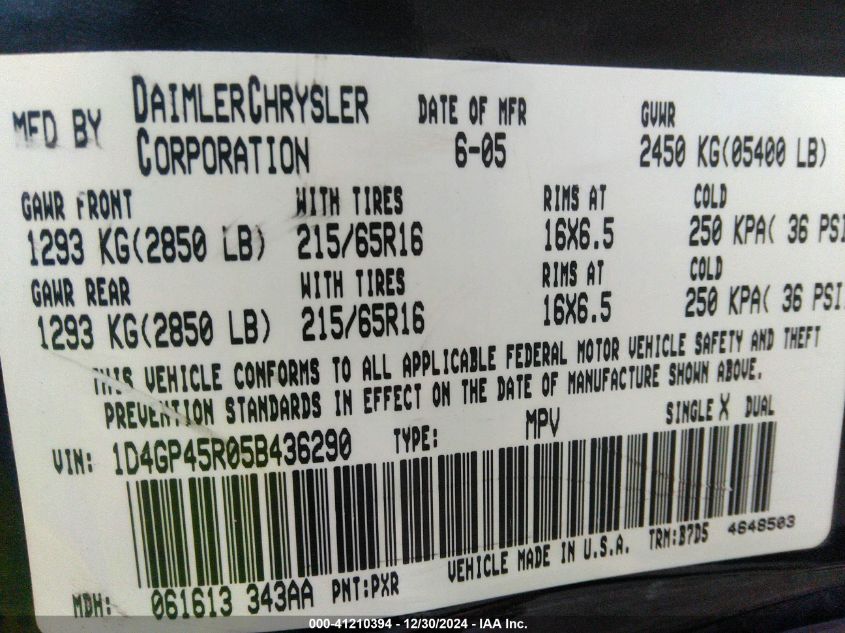 MFD BY DAIMLERCHRYSLER CORPORATION DATE OF MFR 6-05 GVWR 2450 KG(05400 LB)
GAWR FRONT WITH TIRES RIMS AT COLD
1293 KG(2850 LB) 215/65R16 16X6.5 250 KPA( 36 PSI
GAWR REAR WITH TIRES RIMS AT COLD
1293 KG(2850 LB) 215/65R16 16X6.5 250 KPA( 36 PSI
THIS VEHICLE CONFORMS TO ALL APPLICABLE FEDERAL MOTOR VEHICLE SAFETY AND THEFT
PREVENTION STANDARDS IN EFFECT ON THE DATE OF MANUFACTURE SHOWN ABOVE.
VIN: 1D4GP45R05B436290 TYPE: MPV SINGLE X DUAL
MDH: 061613 343AA PNT:PXR VEHICLE MADE IN U.S.A. TRM:B7D5 4648503
000-41210394 - 12/30/2024 - IAA Inc.